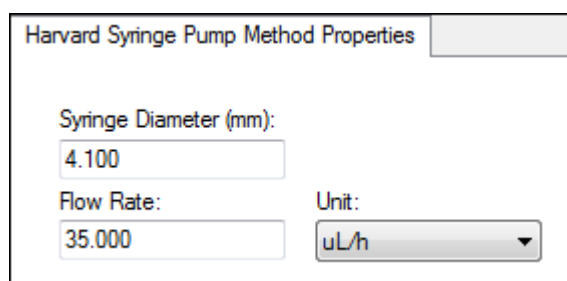 Harvard Syringe Pump Method Properties
Syringe Diameter (mm):
4.100
Flow Rate: Unit:
35.000 uL/h